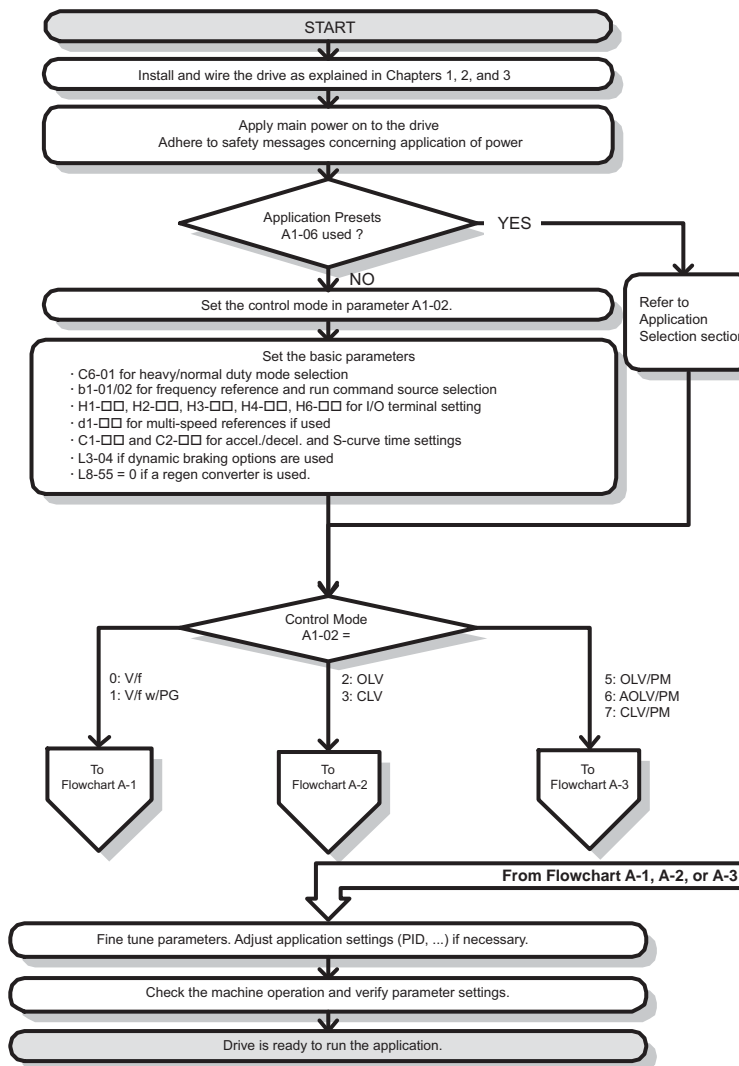 START
Install and wire the drive as explained in Chapters 1, 2, and 3
Apply main power on to the drive
Adhere to safety messages concerning application of power
Application Presets
A1-06 used ?
YES
NO
Set the control mode in parameter A1-02.
Refer to
Application
Selection section
Set the basic parameters
· C6-01 for heavy/normal duty mode selection
· b1-01/02 for frequency reference and run command source selection
· H1-□□, H2-□□, H3-□□, H4-□□, H6-□□ for I/O terminal setting
· d1-□□ for multi-speed references if used
· C1-□□ and C2-□□ for accel./decel. and S-curve time settings
· L3-04 if dynamic braking options are used
· L8-55 = 0 if a regen converter is used.
Control Mode
A1-02 =
0: V/f
1: V/f w/PG
2: OLV
3: CLV
5: OLV/PM
6: AOLV/PM
7: CLV/PM
To
Flowchart A-1
To
Flowchart A-2
To
Flowchart A-3
From Flowchart A-1, A-2, or A-3
Fine tune parameters. Adjust application settings (PID, ...) if necessary.
Check the machine operation and verify parameter settings.
Drive is ready to run the application.